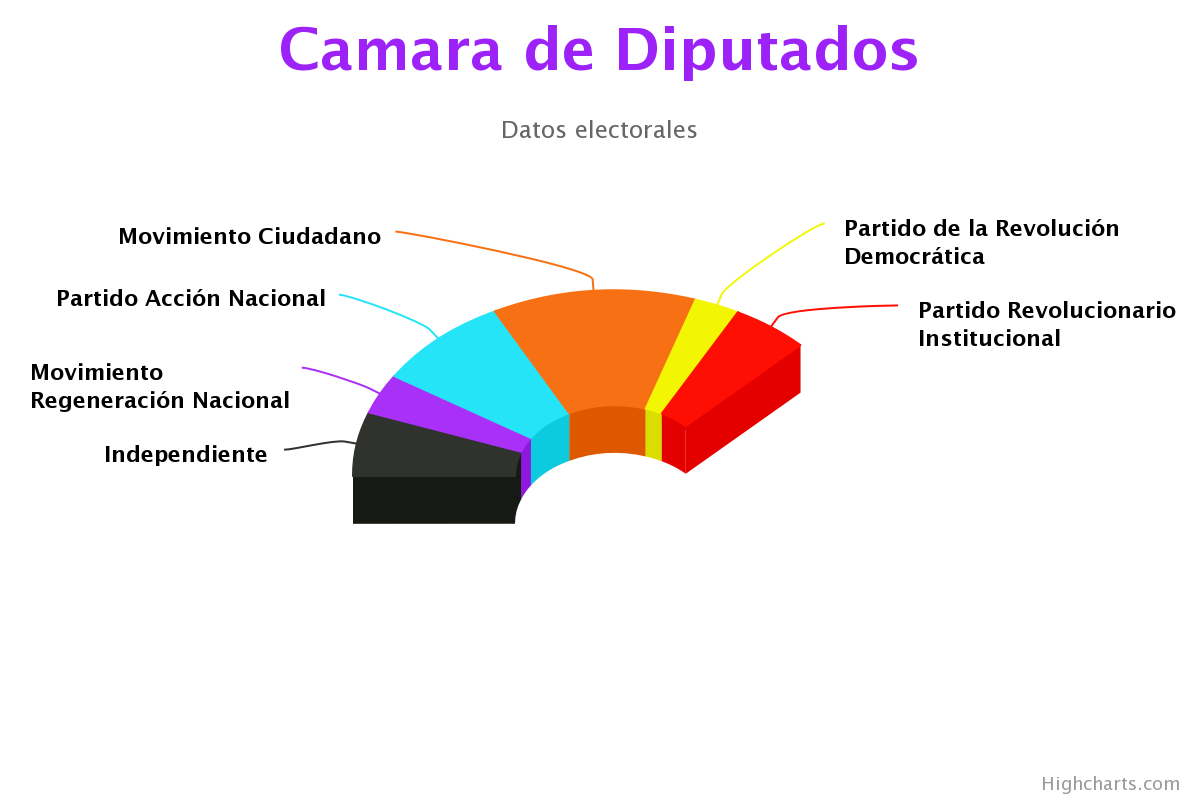 Camara de Diputados
Datos electorales
Movimiento Ciudadano
Partido de la Revolución
Democrática
Partido Acción Nacional
Partido Revolucionario
Institucional
Movimiento
Regeneración Nacional
Independiente
Highcharts.com